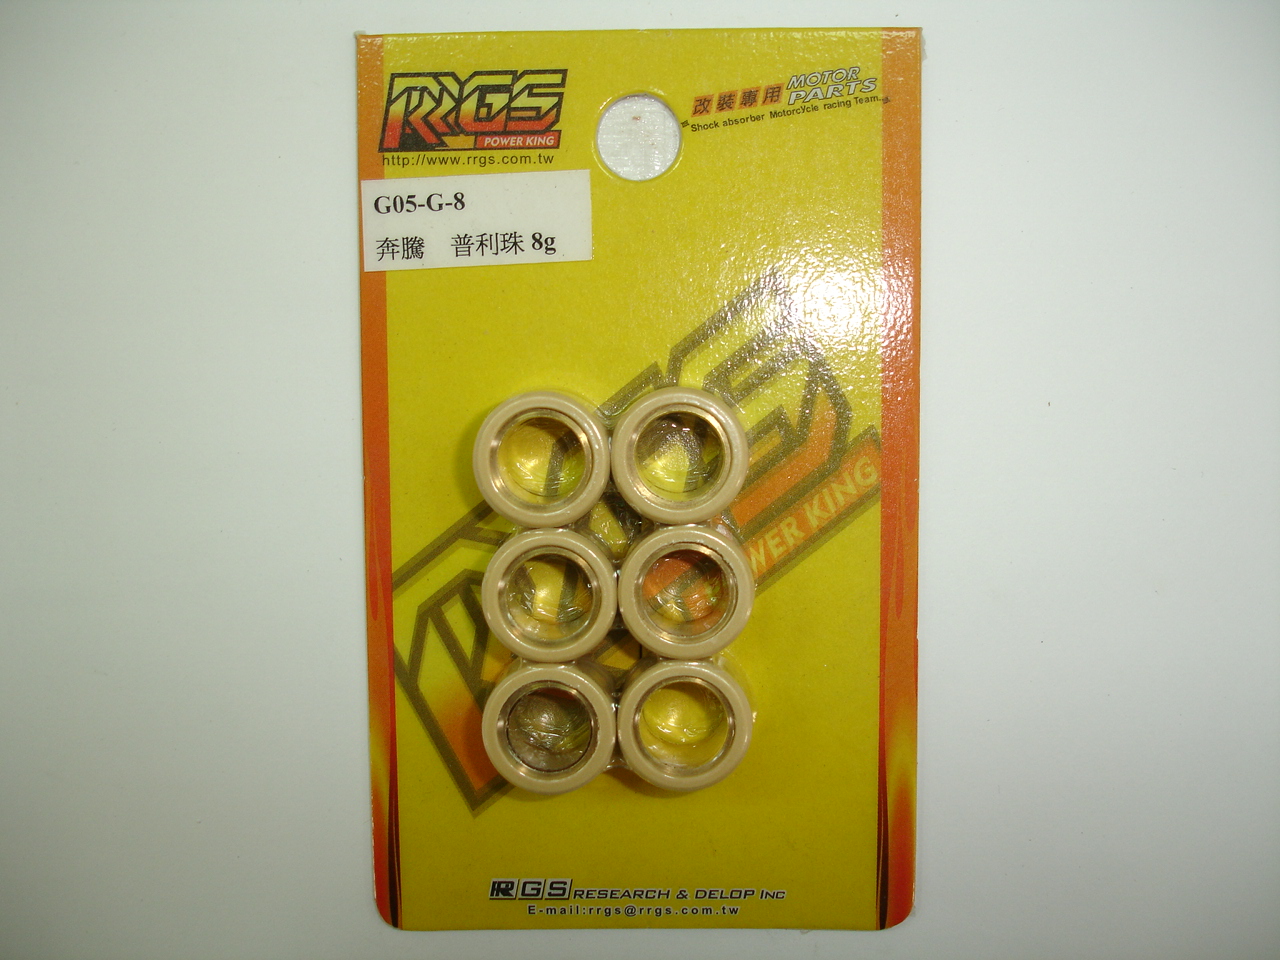 RRGS
POWER KING
http://www.rrgs.com.tw
改裝專用 MOTOR PARTS
Shock absorber Motorcycle racing Team
G05-G-8
奔騰 普利珠 8g
WER KING
RRGS RESEARCH & DELOP INC
E-mail:rrgs@rrgs.com.tw